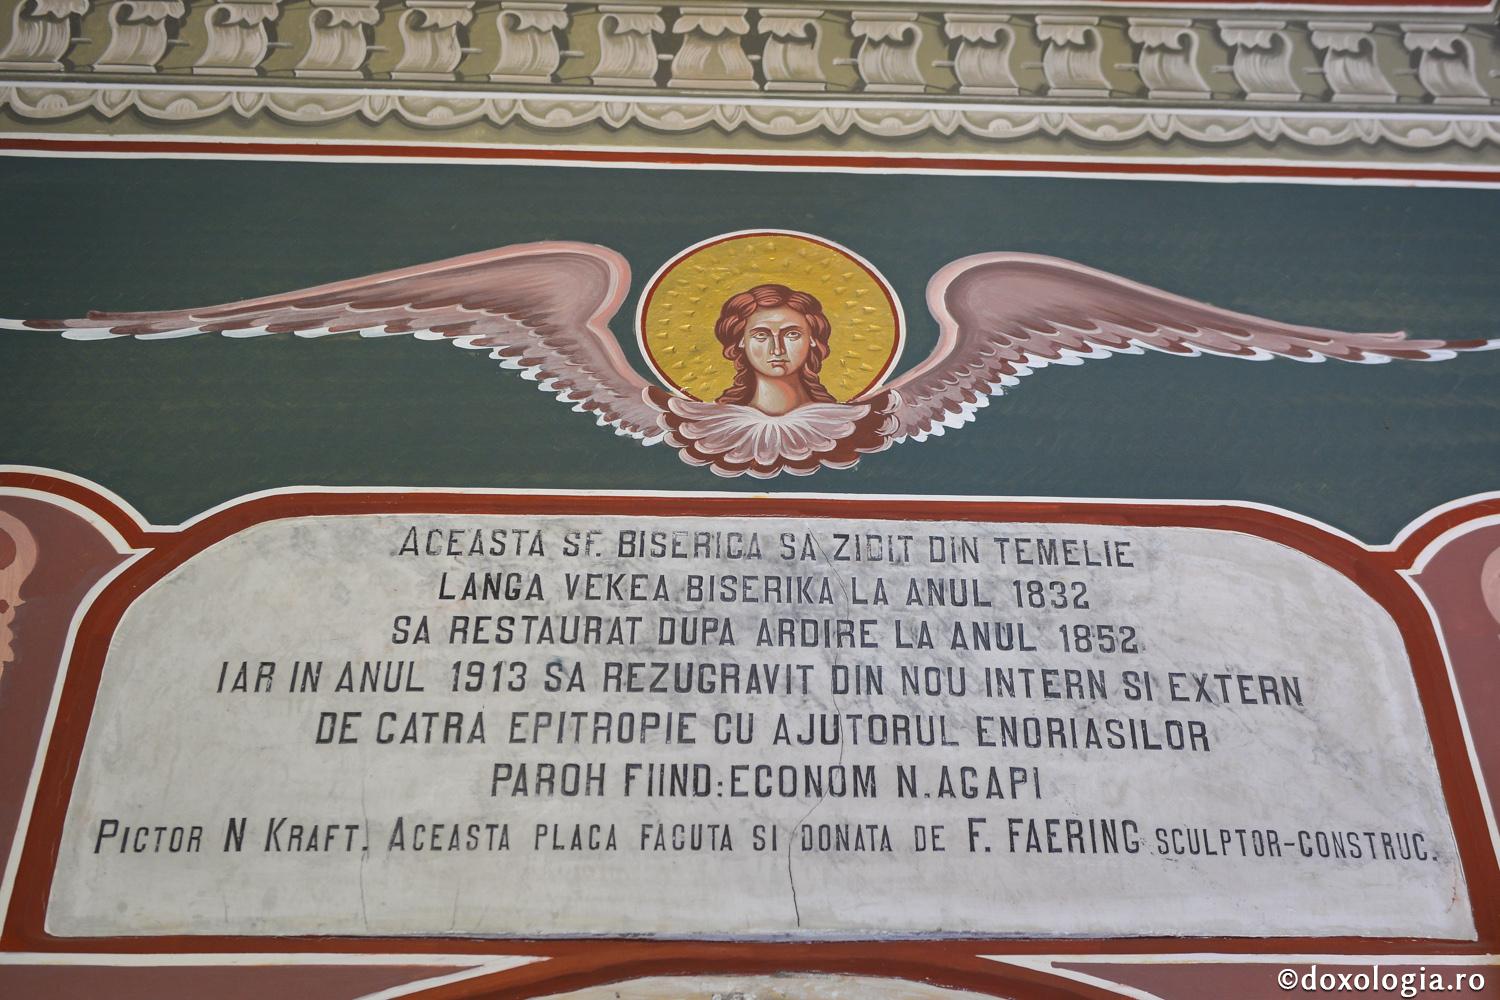 ACEASTA SF. BISERICA SA ZIDIT DIN TEMELIE
LANGA VEKEA BISERIKA LA ANUL 1832
SA RESTAURAT DUPA ARDIRE LA ANUL 1852
IAR IN ANUL 1913 SA REZUGRAVIT DIN NOU INTERN SI EXTERN
DE CATRA EPITROPIE CU AJUTORUL ENORIASILOR
PAROH FIIND: ECONOM N. AGAPI
PICTOR N KRAFT. ACEASTA PLACA FACUTA SI DONATA DE F. FAERING SCULPTOR-CONSTRUC.
©doxologia.ro